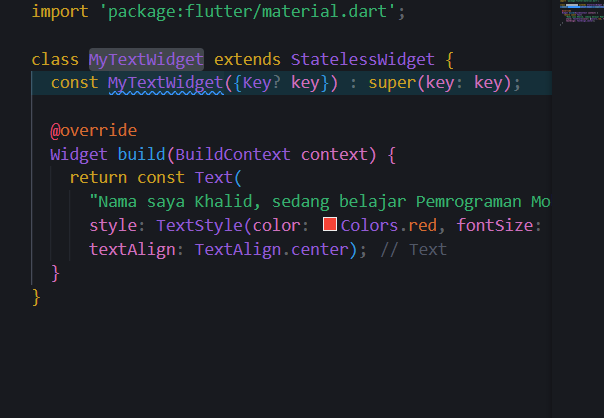 import 'package:flutter/material.dart';
class MyTextWidget extends StatelessWidget {
const MyTextWidget({Key? key}) : super(key: key);
@override
Widget build(BuildContext context) {
return const Text(
"Nama saya Khalid, sedang belajar Pemrograman Mo
style: TextStyle(color: Colors.red, fontSize:
textAlign: TextAlign.center); // Text
}
}